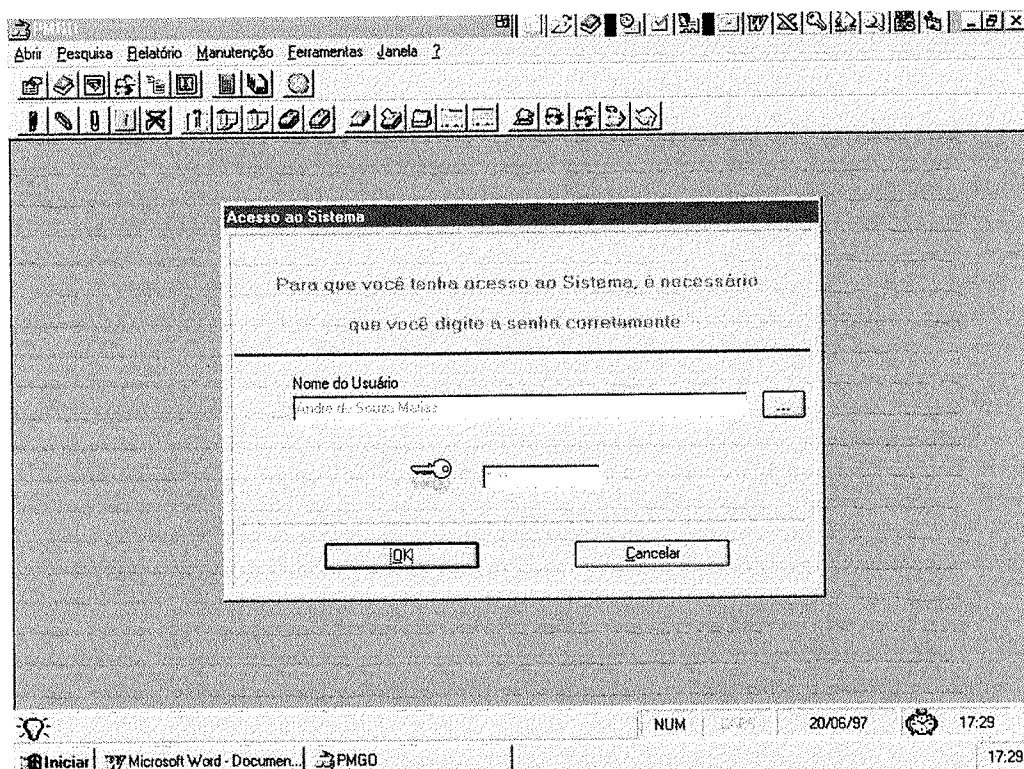 Abrir Pesquisa Relatório Manutenção Ferramentas Janela ?
Acesso ao Sistema
Para que você tenha acesso ao Sistema, é necessário
que você digite a senha corretamente
Nome do Usuário
Andre de Souza Matias
...
OK
Cancelar
NUM
20/06/97
17:29
Iniciar
Microsoft Word - Documen...
PMGO
17:29